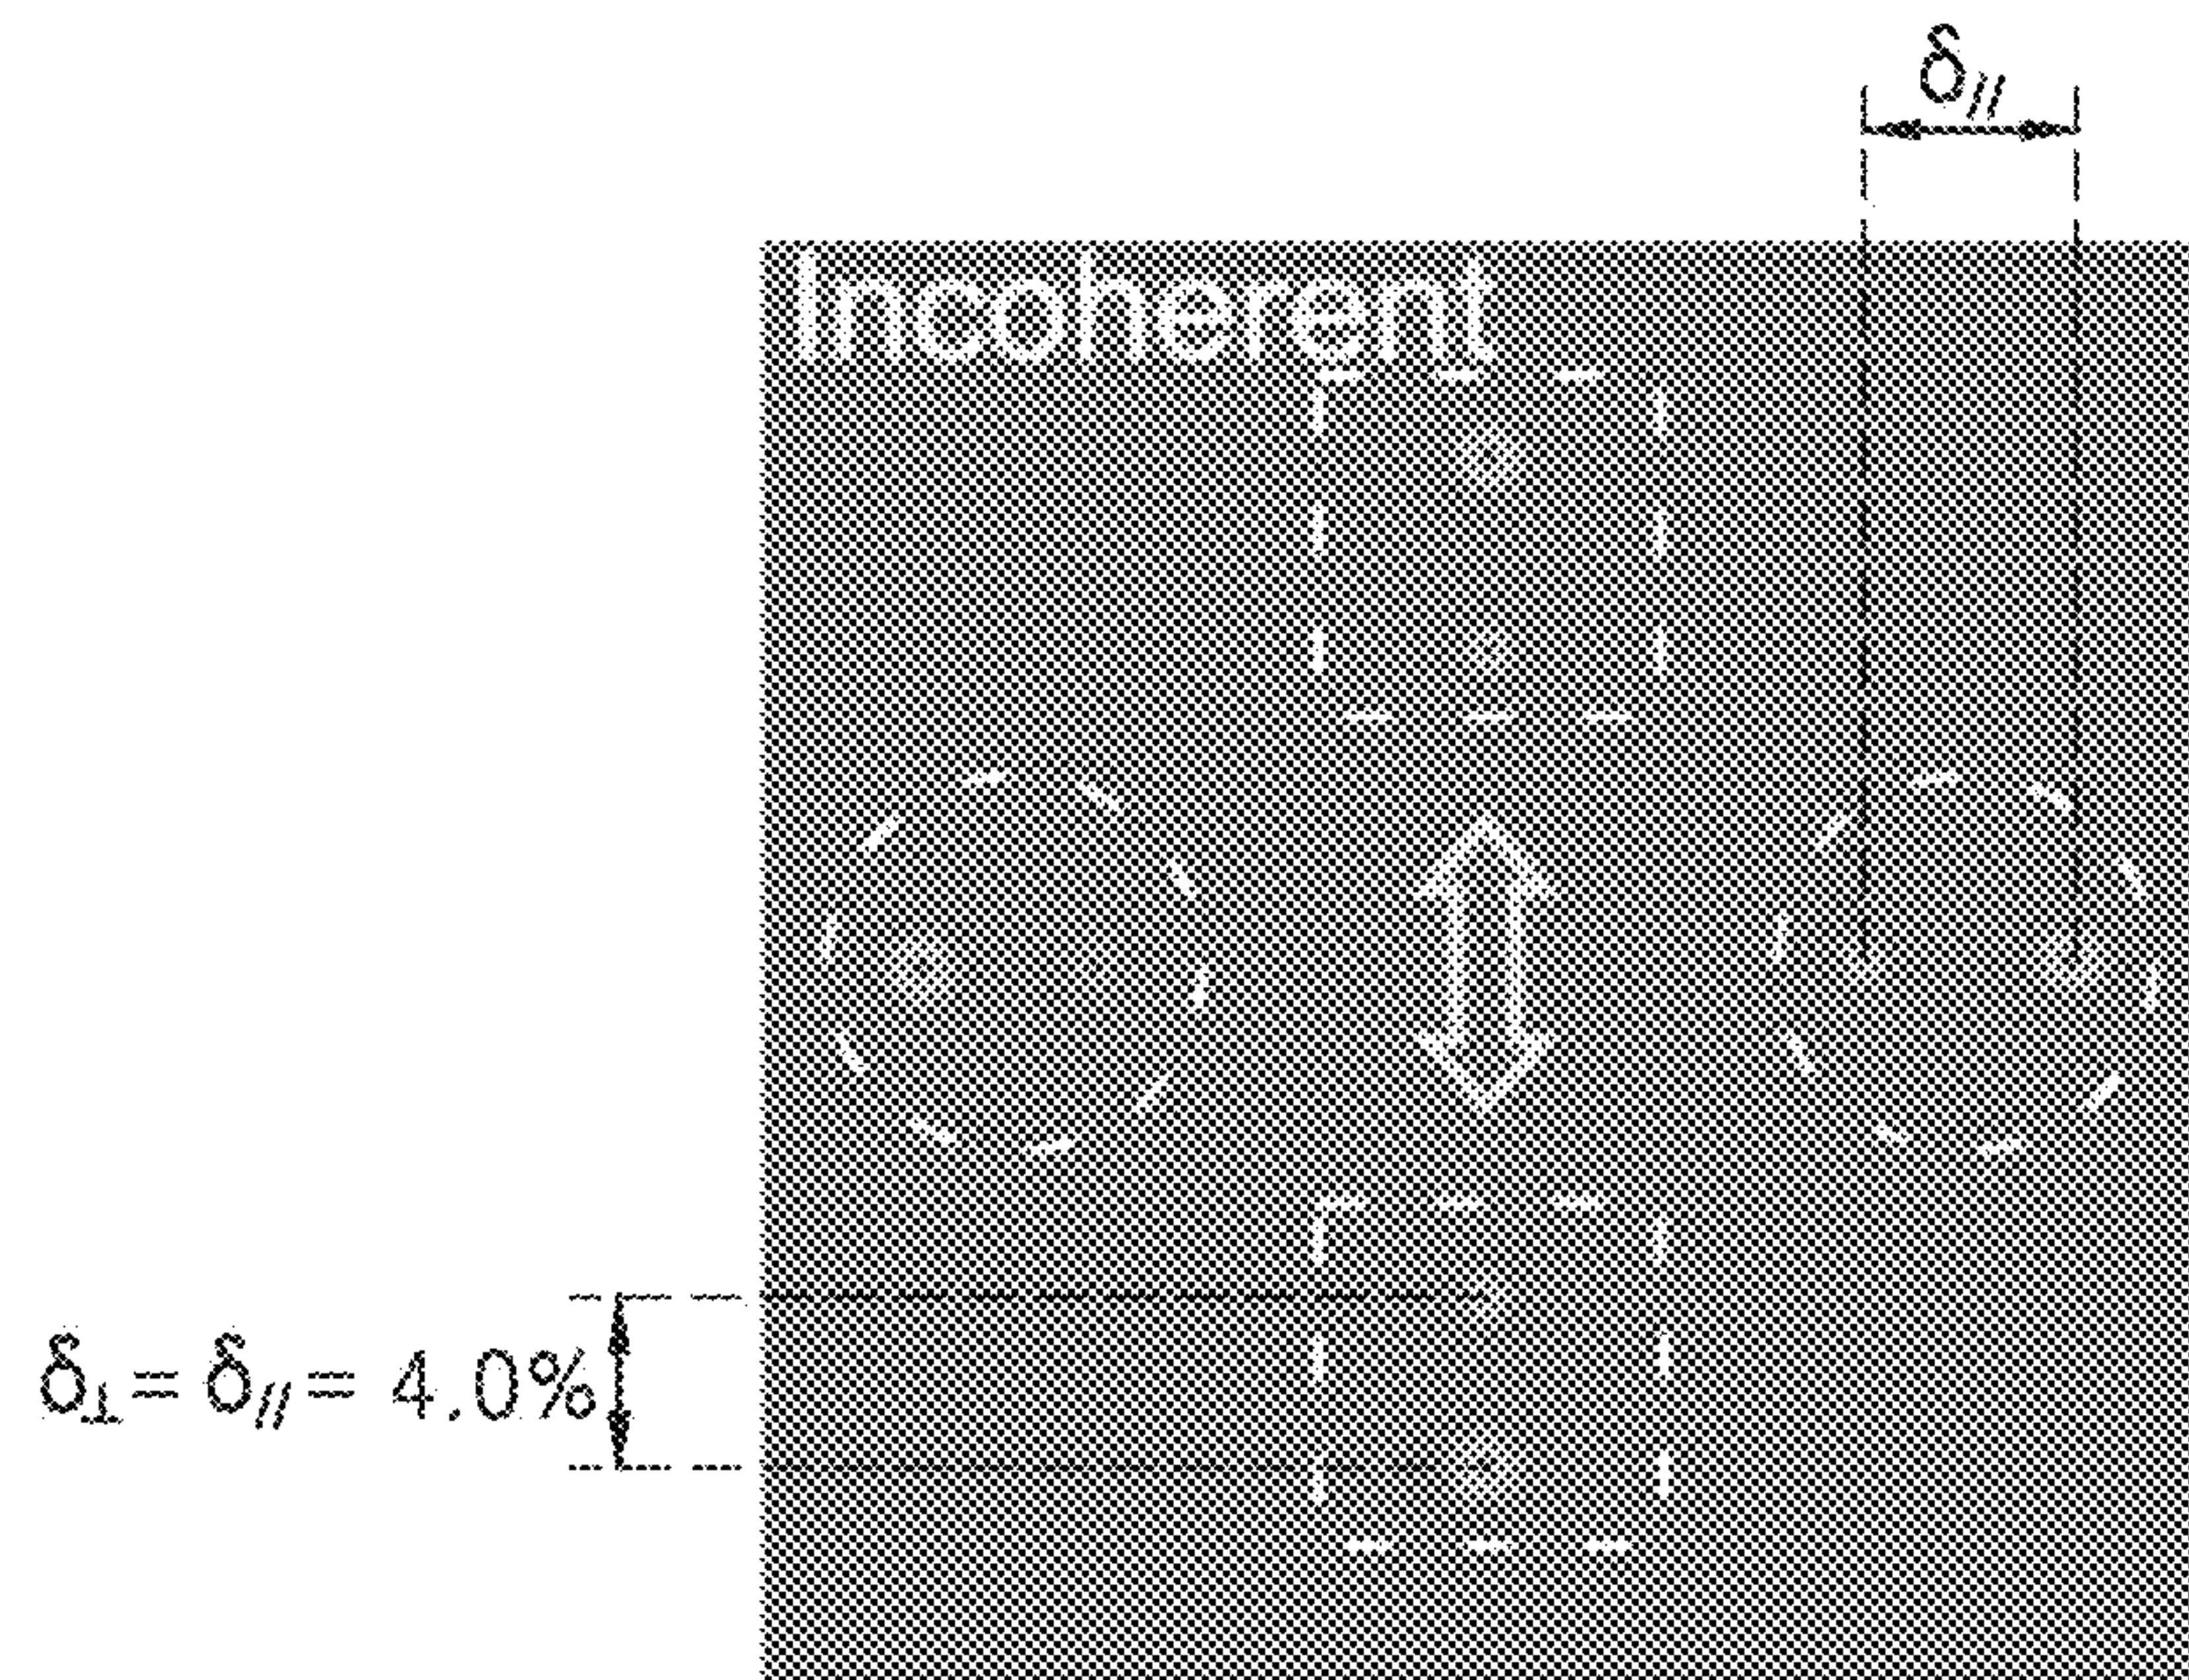 δ//
Incoherent
δ⊥ = δ// = 4.0%